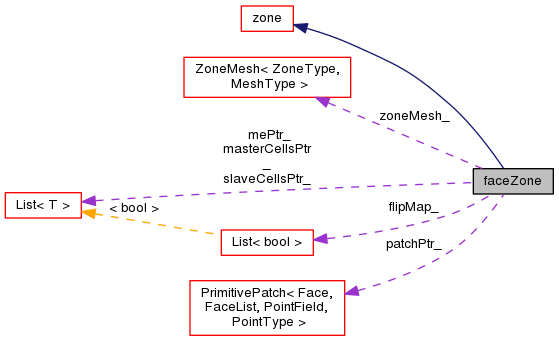 zone
ZoneMesh< ZoneType,
MeshType >
zoneMesh_
mePtr_
masterCellsPtr
_
slaveCellsPtr_
faceZone
List< T >
< bool >
flipMap_
List< bool >
patchPtr_
PrimitivePatch< Face,
FaceList, PointField,
PointType >